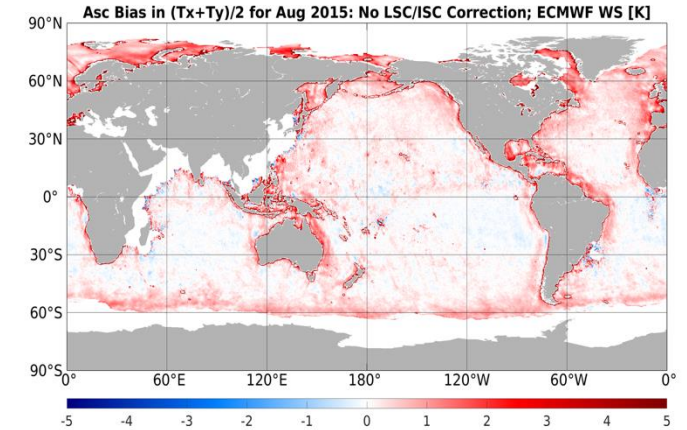 Asc Bias in (Tx+Ty)/2 for Aug 2015: No LSC/ISC Correction; ECMWF WS [K]
90°N
60°N
30°N
0°
30°S
60°S
90°S
0° 60°E 120°E 180° 120°W 60°W 0°
-5 -4 -3 -2 -1 0 1 2 3 4 5